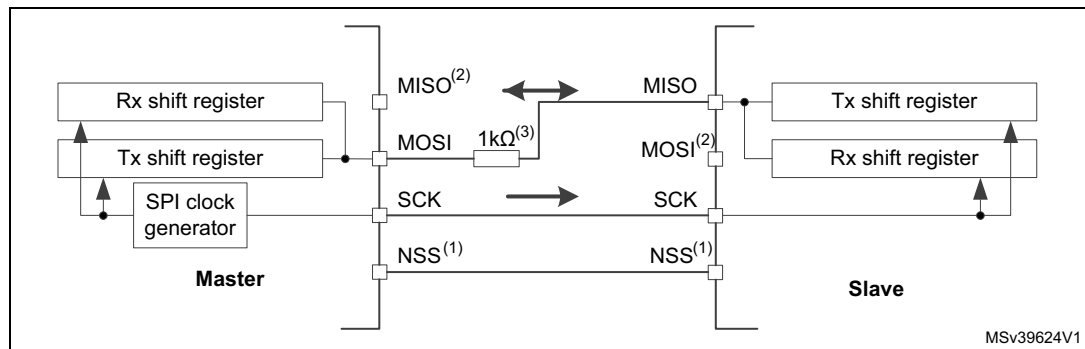 MISO(2)
MISO
Rx shift register
Tx shift register
MOSI
1kΩ(3)
MOSI(2)
Tx shift register
Rx shift register
SPI clock
generator
SCK
SCK
NSS(1)
NSS(1)
Master
Slave
MSv39624V1